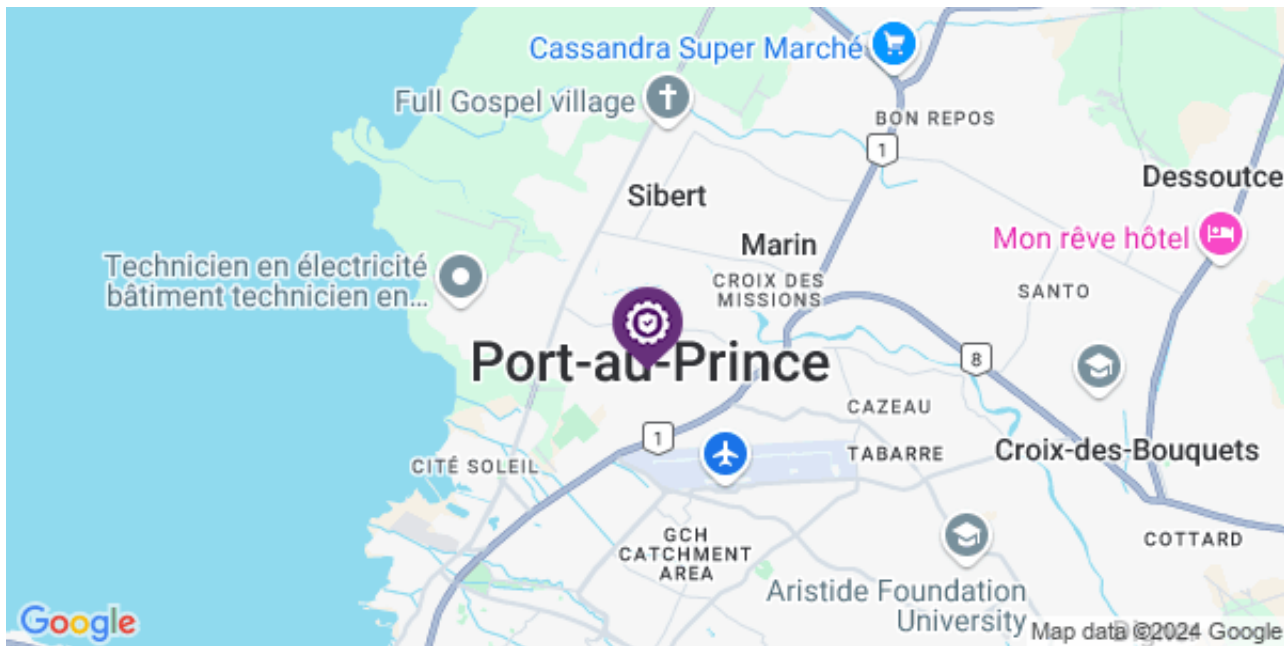 Cassandra Super Marché
Full Gospel village
BON REPOS
1
Dessoutce
Sibert
Mon rêve hôtel
Marin
Technicien en électricité
bâtiment technicien en...
CROIX DES
MISSIONS
SANTO
Port-au-Prince
8
CAZEAU
1
TABARRE
Croix-des-Bouquets
CITÉ SOLEIL
GCH
CATCHMENT
AREA
COTTARD
Aristide Foundation
University
Google
Map data ©2024 Google